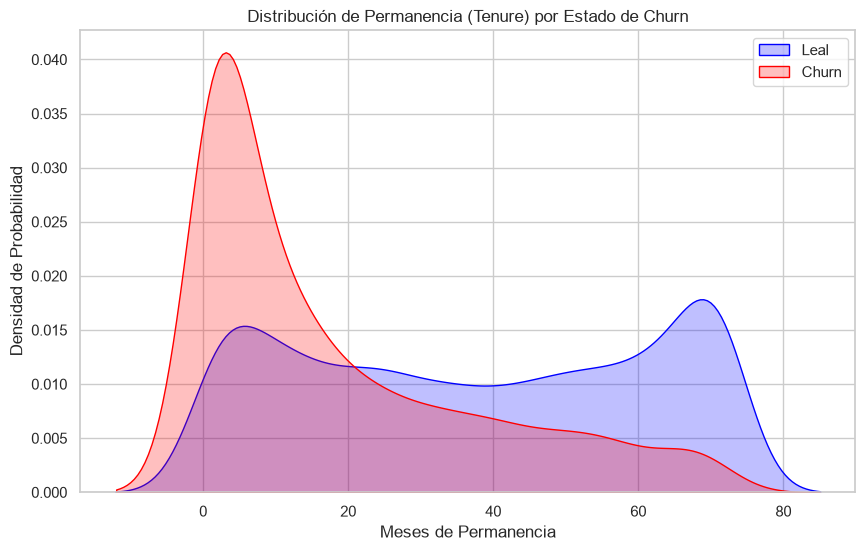 Distribución de Permanencia (Tenure) por Estado de Churn
Leal
Churn
Densidad de Probabilidad
0.040
0.035
0.030
0.025
0.020
0.015
0.010
0.005
0.000
0 20 40 60 80
Meses de Permanencia